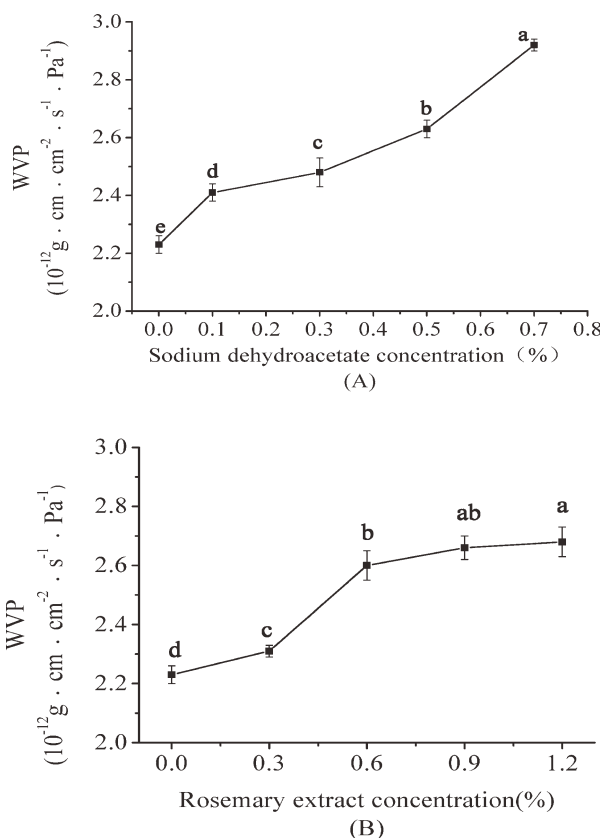 3.0
2.8
2.6
2.4
2.2
2.0
WVP
(10⁻¹²g · cm · cm⁻² · s⁻¹ · Pa⁻¹)
e
d
c
b
a
0.0 0.1 0.2 0.3 0.4 0.5 0.6 0.7 0.8
Sodium dehydroacetate concentration（%）
(A)
3.0
2.8
2.6
2.4
2.2
2.0
WVP
(10⁻¹²g · cm · cm⁻² · s⁻¹ · Pa⁻¹)
d
c
b
ab
a
0.0 0.3 0.6 0.9 1.2
Rosemary extract concentration(%)
(B)